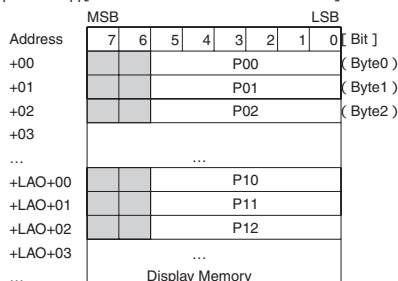 MSB LSB
Address 7 6 5 4 3 2 1 0 [ Bit ]
+00 P00 ( Byte0 )
+01 P01 ( Byte1 )
+02 P02 ( Byte2 )
+03
… …
+LAO+00 P10
+LAO+01 P11
+LAO+02 P12
+LAO+03 …
… Display Memory